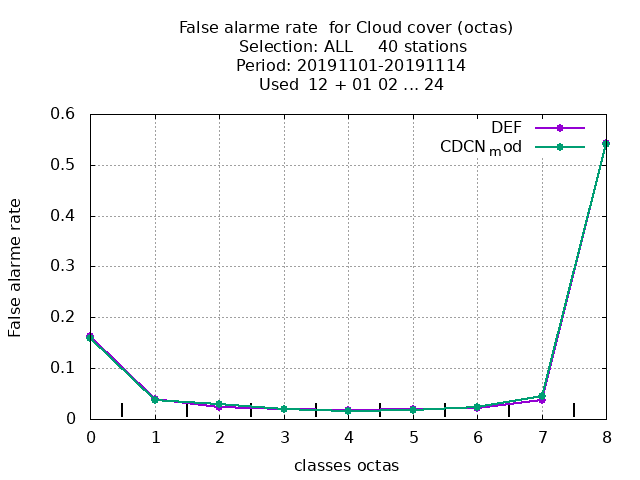 False alarme rate  for Cloud cover (octas)
Selection: ALL     40 stations
Period: 20191101-20191114
Used  12 + 01 02 ... 24
DEF
CDCNmod
False alarme rate
0.6
0.5
0.4
0.3
0.2
0.1
0
0 1 2 3 4 5 6 7 8
classes octas